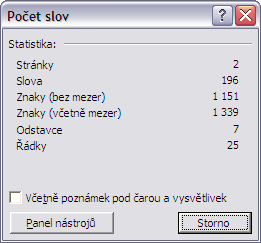 Počet slov
Statistika:
Stránky 2
Slova 196
Znaky (bez mezer) 1 151
Znaky (včetně mezer) 1 339
Odstavce 7
Řádky 25
Včetně poznámek pod čarou a vysvětlivek
Panel nástrojů Storno